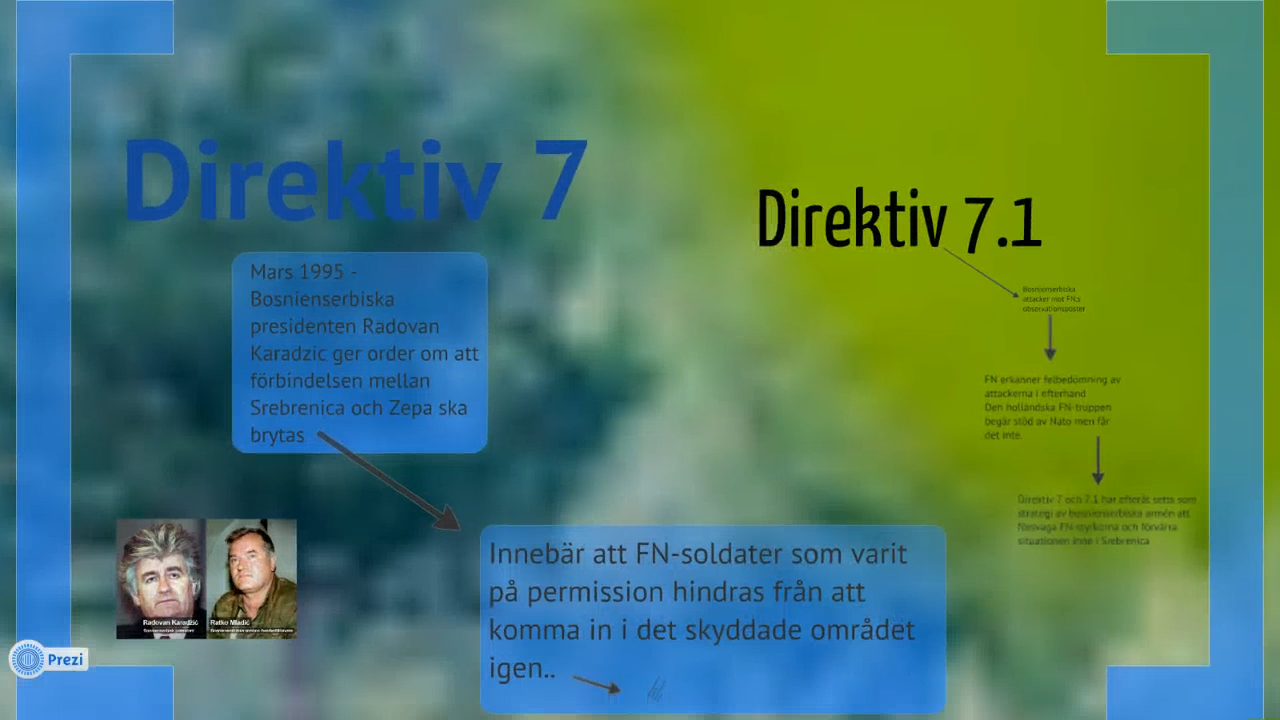 Direktiv 7
Mars 1995 -
Bosnienserbiska
presidenten Radovan
Karadzic ger order om att
förbindelsen mellan
Srebrenica och Zepa ska
brytas
Innebär att FN-soldater som varit
på permission hindras från att
komma in i det skyddade området
igen..
Radovan Karadžić
Ratko Mladić
Prezi
Direktiv 7.1
Bosnienserbiska
attacker mot FN:s
observationsposter
FN erkänner felbedömning av
attackerna i efterhand
Den holländska FN-truppen
begär stöd av Nato men får
det inte.
Direktiv 7 och 7.1 har efteråt setts som
strategi av bosnienserbiska armén att
försvaga FN-styrkorna och förvärra
situationen inne i Srebrenica